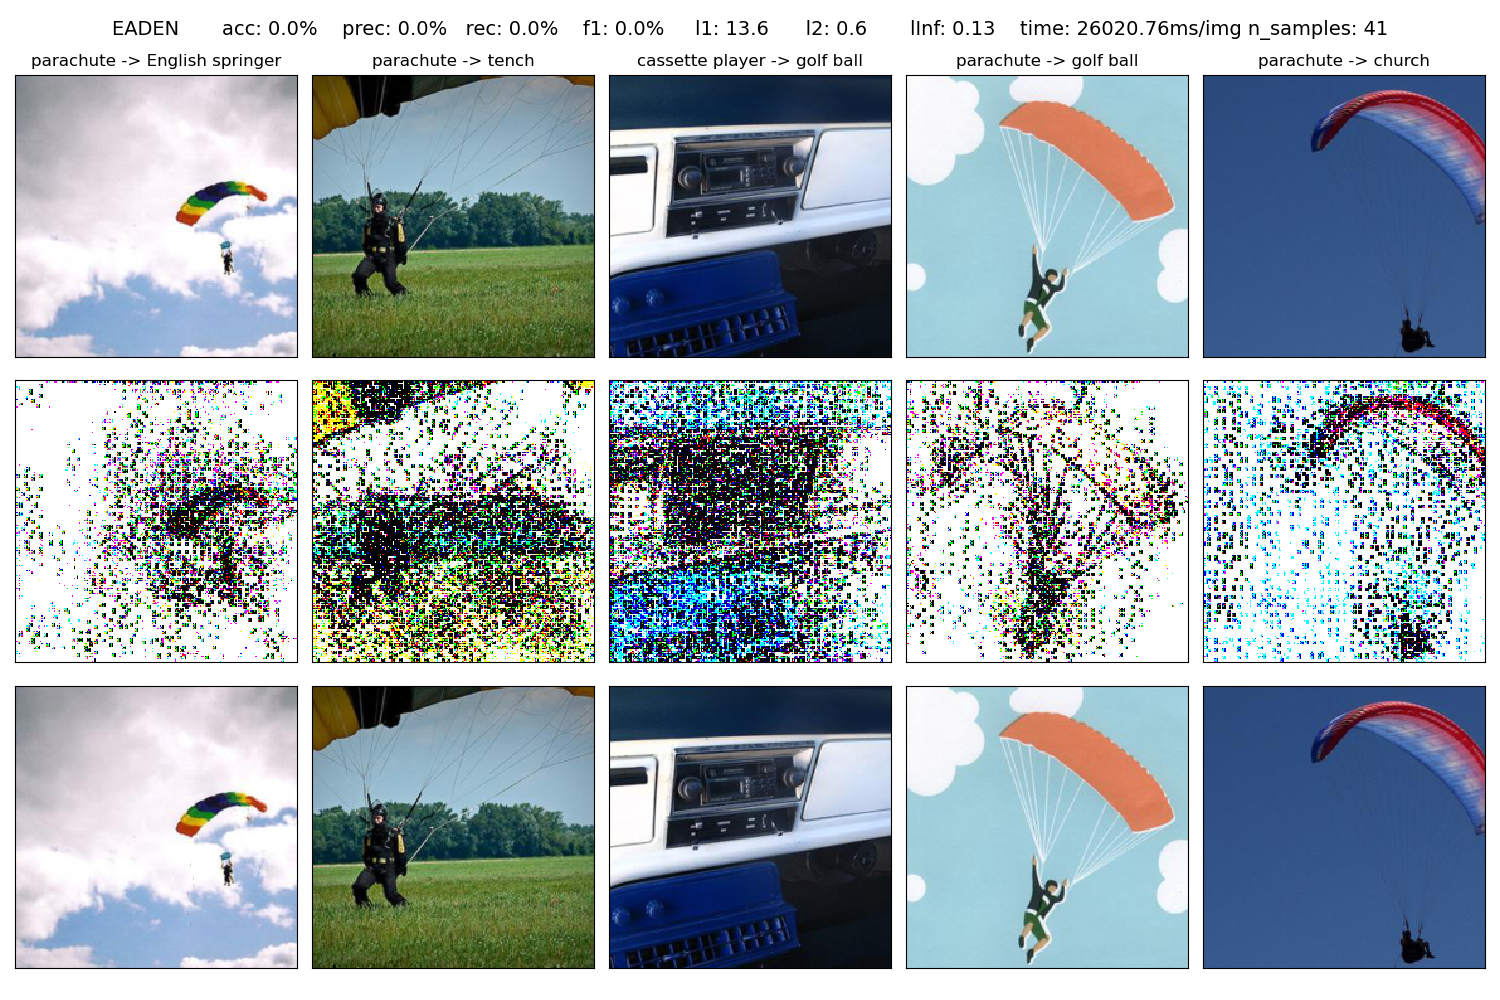 EADEN acc: 0.0% prec: 0.0% rec: 0.0% f1: 0.0% l1: 13.6 l2: 0.6 lInf: 0.13 time: 26020.76ms/img n_samples: 41
parachute -> English springer
parachute -> tench
cassette player -> golf ball
parachute -> golf ball
parachute -> church